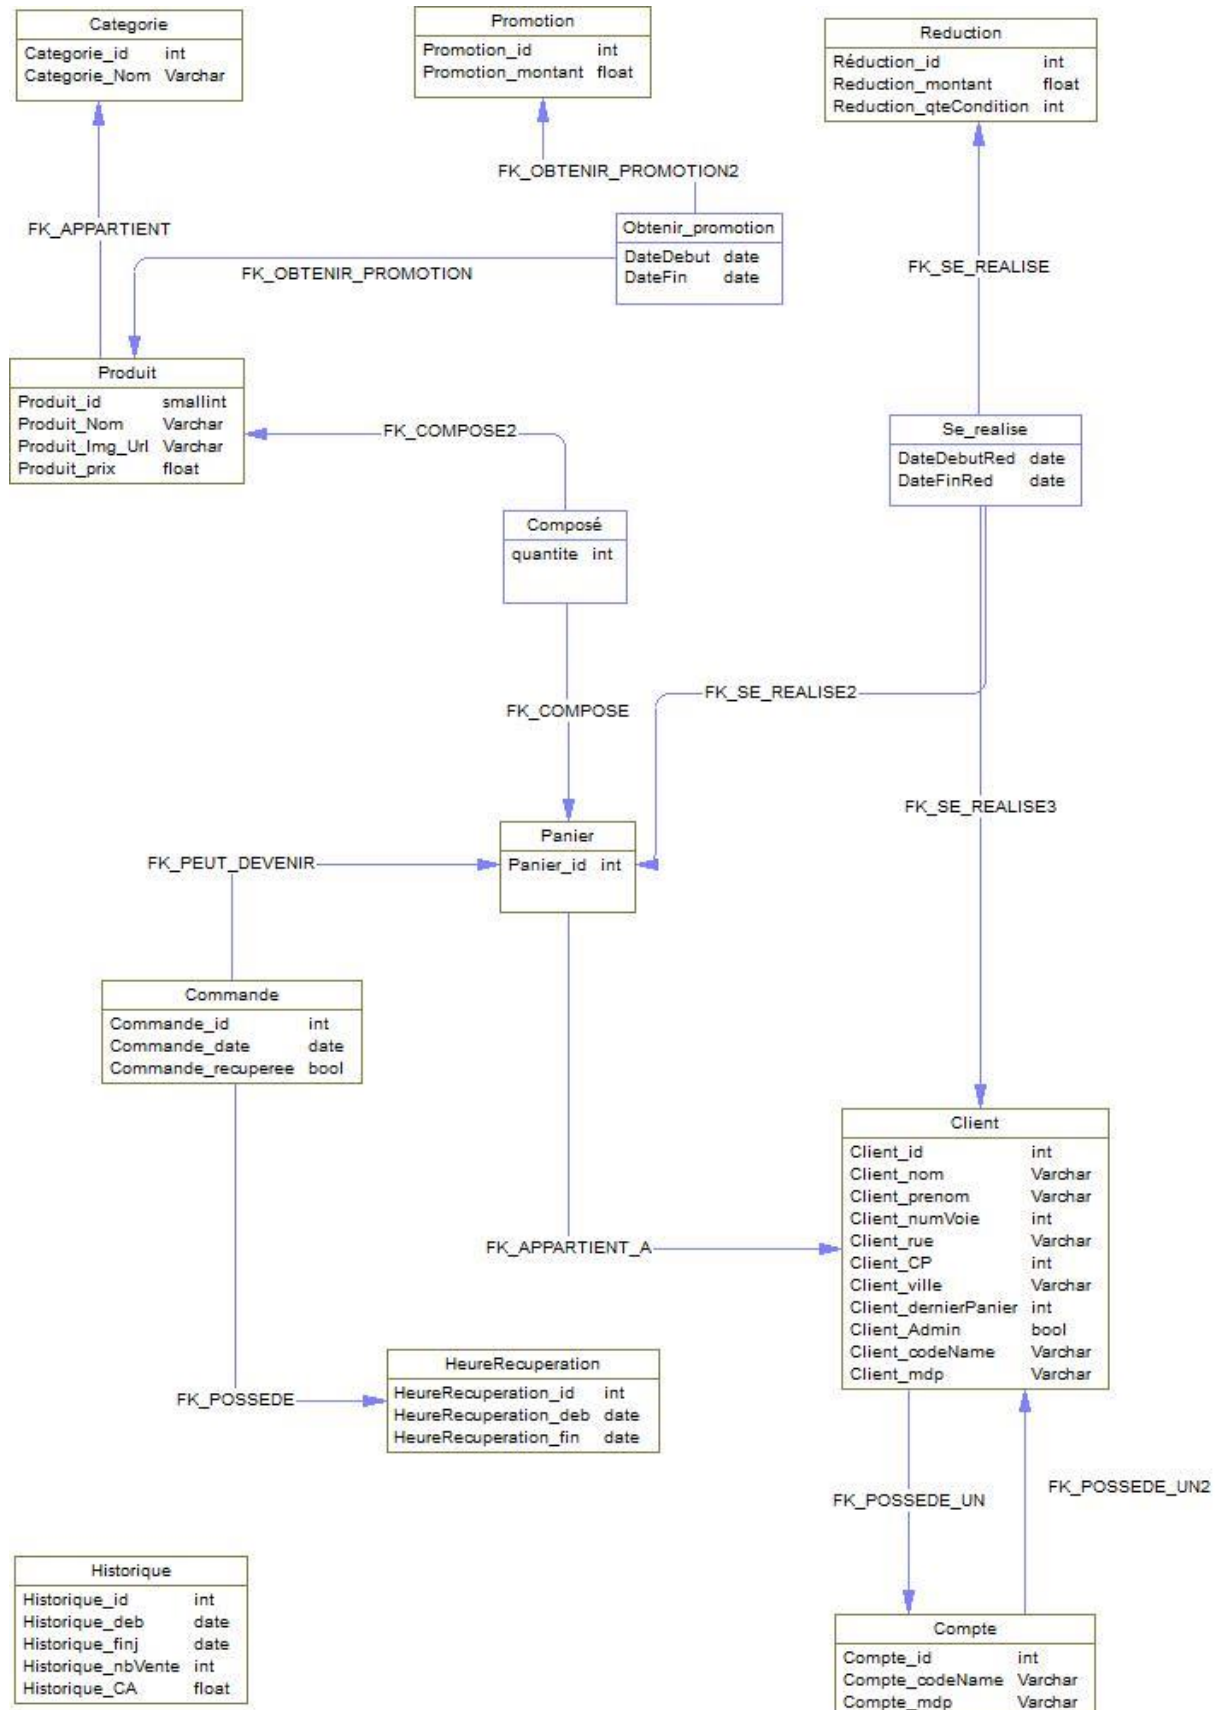 Categorie
Categorie_id int
Categorie_Nom Varchar
Promotion
Promotion_id int
Promotion_montant float
Reduction
Réduction_id int
Reduction_montant float
Reduction_qteCondition int
FK_OBTENIR_PROMOTION2
FK_APPARTIENT
Obtenir_promotion
DateDebut date
DateFin date
FK_OBTENIR_PROMOTION
FK_SE_REALISE
Produit
Produit_id smallint
Produit_Nom Varchar
Produit_Img_Url Varchar
Produit_prix float
FK_COMPOSE2
Se_realise
DateDebutRed date
DateFinRed date
Composé
quantite int
FK_SE_REALISE2
FK_COMPOSE
FK_SE_REALISE3
Panier
Panier_id int
FK_PEUT_DEVENIR
Commande
Commande_id int
Commande_date date
Commande_recuperee bool
Client
Client_id int
Client_nom Varchar
Client_prenom Varchar
Client_numVoie int
Client_rue Varchar
Client_CP int
Client_ville Varchar
Client_dernierPanier int
Client_Admin bool
Client_codeName Varchar
Client_mdp Varchar
FK_APPARTIENT_A
HeureRecuperation
HeureRecuperation_id int
HeureRecuperation_deb date
HeureRecuperation_fin date
FK_POSSEDE
FK_POSSEDE_UN
FK_POSSEDE_UN2
Historique
Historique_id int
Historique_deb date
Historique_finj date
Historique_nbVente int
Historique_CA float
Compte
Compte_id int
Compte_codeName Varchar
Compte_mdp Varchar